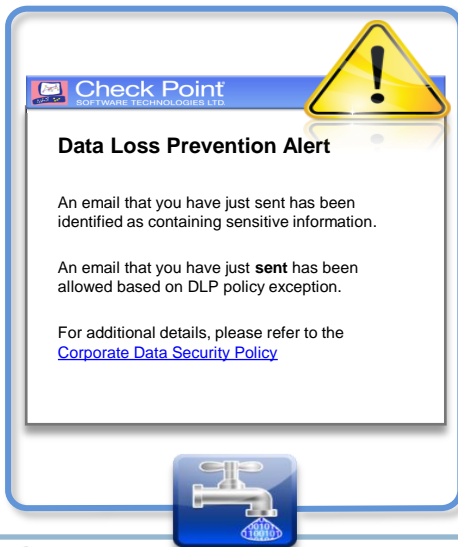 Check Point
SOFTWARE TECHNOLOGIES LTD.
Data Loss Prevention Alert
An email that you have just sent has been
identified as containing sensitive information.
An email that you have just sent has been
allowed based on DLP policy exception.
For additional details, please refer to the
Corporate Data Security Policy
00101
1100101